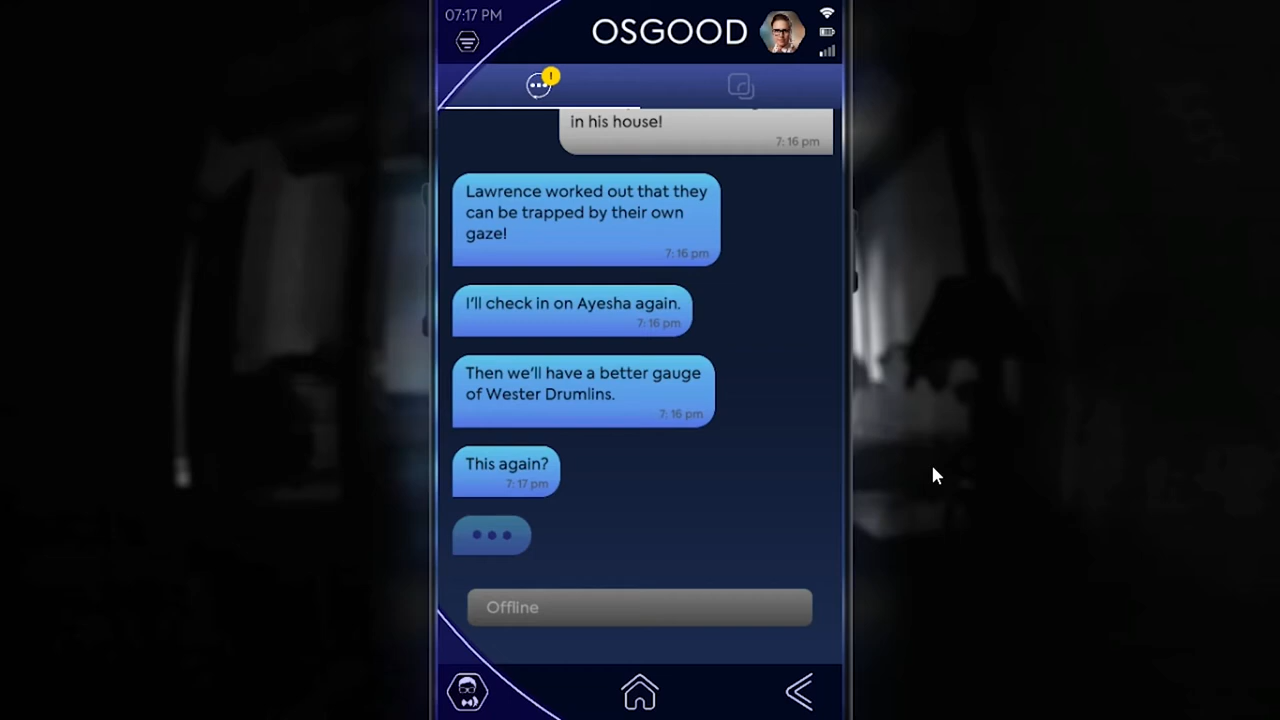 07:17 PM
OSGOOD
!
in his house!
7:16 pm
Lawrence worked out that they
can be trapped by their own
gaze!
7:16 pm
I'll check in on Ayesha again.
7:16 pm
Then we'll have a better gauge
of Wester Drumlins.
7:16 pm
This again?
7:17 pm
Offline